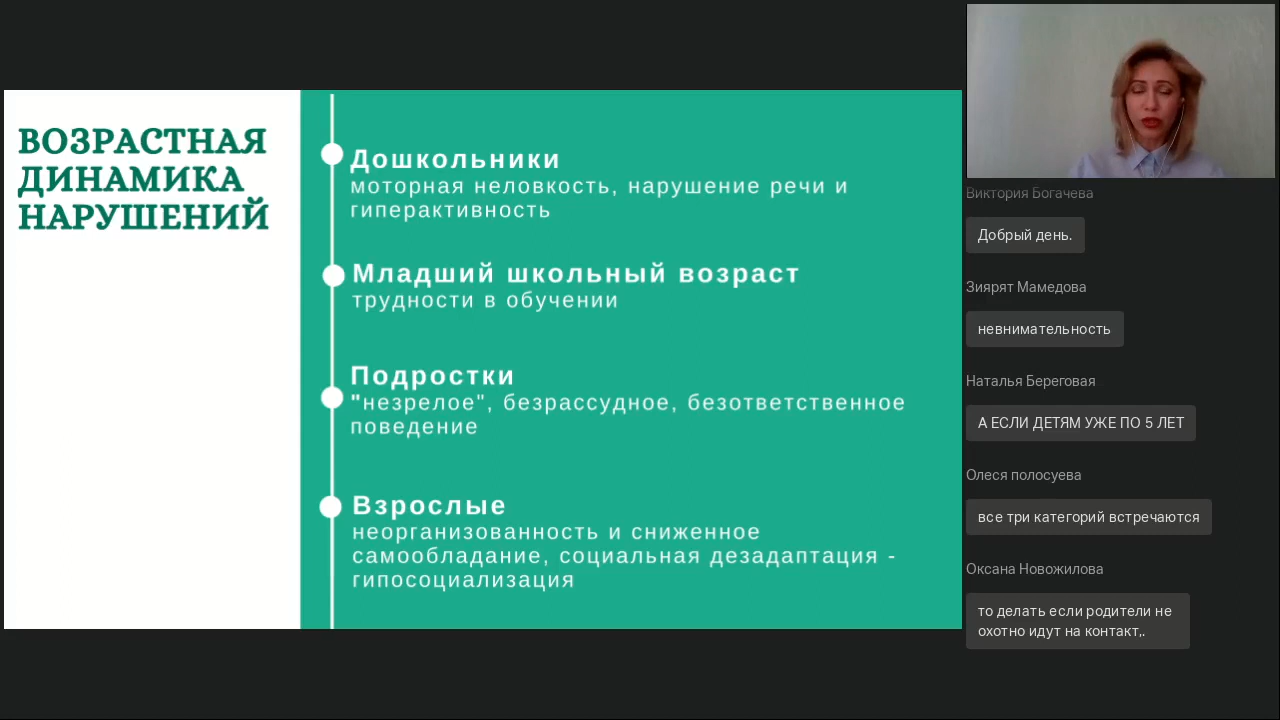 ВОЗРАСТНАЯ
ДИНАМИКА
НАРУШЕНИЙ
Дошкольники
моторная неловкость, нарушение речи и
гиперактивность
Младший школьный возраст
трудности в обучении
Подростки
"незрелое", безрассудное, безответственное
поведение
Взрослые
неорганизованность и сниженное
самообладание, социальная дезадаптация -
гипосоциализация
Виктория Богачева
Добрый день.
Зиярят Мамедова
невнимательность
Наталья Береговая
А ЕСЛИ ДЕТЯМ УЖЕ ПО 5 ЛЕТ
Олеся полосуева
все три категорий встречаются
Оксана Новожилова
то делать если родители не
охотно идут на контакт,.